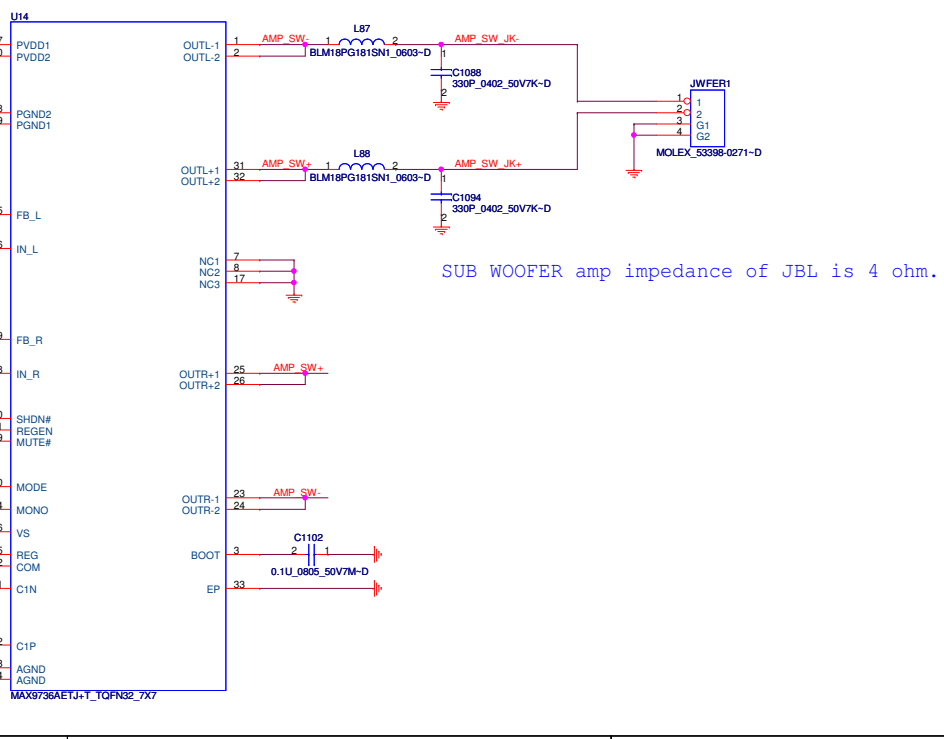 U14
L87
PVDD1 OUTL-1 1 AMP_SW- 1 2 AMP_SW_JK-
PVDD2 OUTL-2 2 BLM18PG181SN1_0603~D
1
C1088
330P_0402_50V7K~D
2
JWFER1
1 1
2 2
3 G1
4 G2
MOLEX_53398-0271~D
PGND2
PGND1
L88
OUTL+1 31 AMP_SW+ 1 2 AMP_SW_JK+
OUTL+2 32 BLM18PG181SN1_0603~D
1
C1094
330P_0402_50V7K~D
2
FB_L
IN_L
NC1 7
NC2 8
NC3 17
SUB WOOFER amp impedance of JBL is 4 ohm.
FB_R
IN_R OUTR+1 25 AMP_SW+
OUTR+2 26
SHDN#
REGEN
MUTE#
MODE
OUTR-1 23 AMP_SW-
MONO OUTR-2 24
VS
C1102
REG BOOT 3 2 1
COM 0.1U_0805_50V7M~D
C1N EP 33
C1P
AGND
AGND
MAX9736AETJ+T_TQFN32_7X7